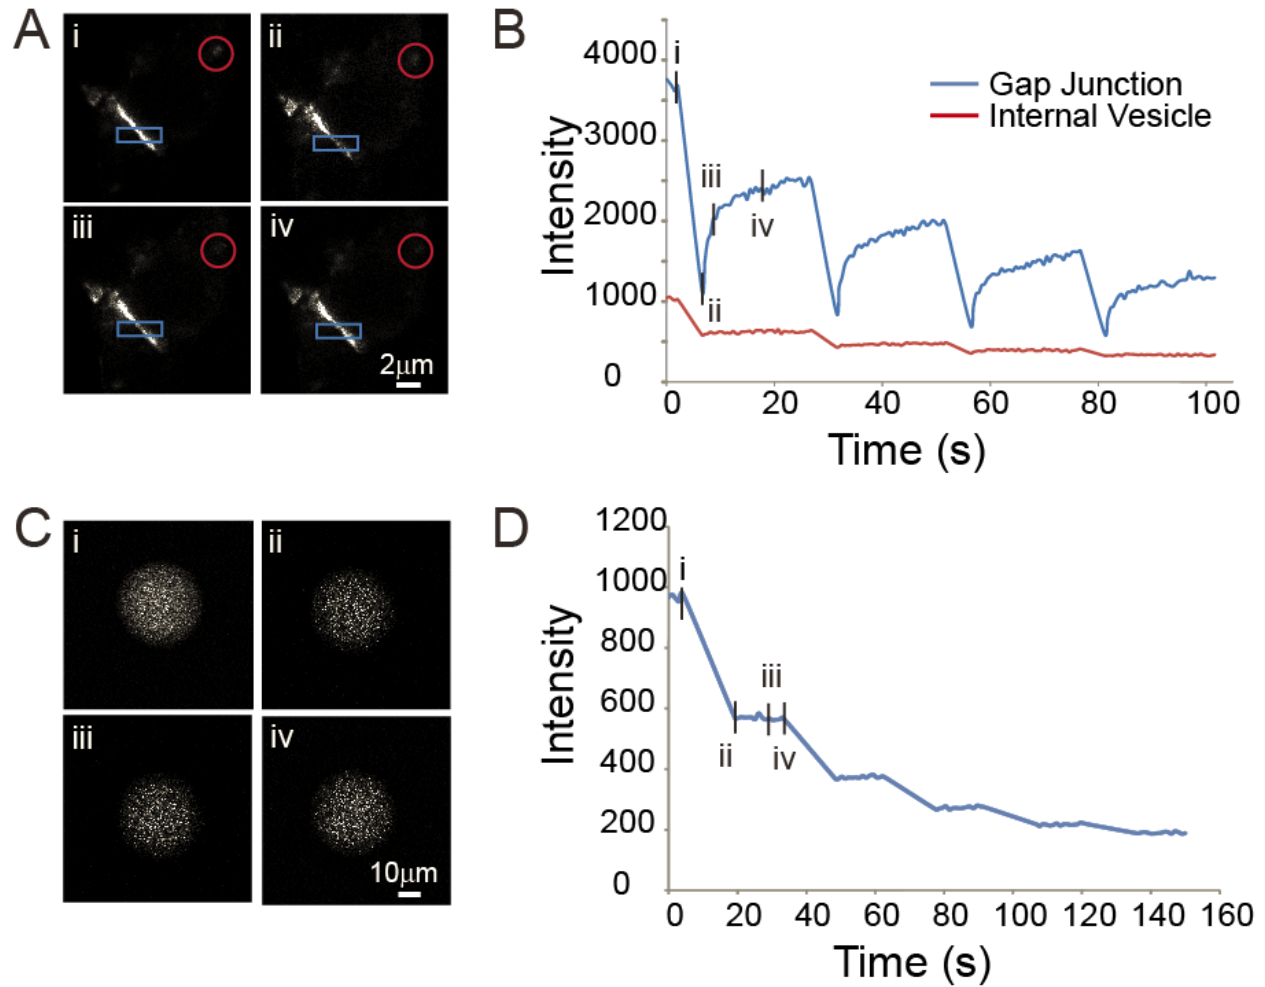 A
i
ii
iii
iv
2μm
B
4000
3000
2000
1000
0
Intensity
i
ii
iii
iv
Gap Junction
Internal Vesicle
0 20 40 60 80 100
Time (s)
C
i
ii
iii
iv
10μm
D
1200
1000
800
600
400
200
0
Intensity
i
ii
iii
iv
0 20 40 60 80 100 120 140 160
Time (s)